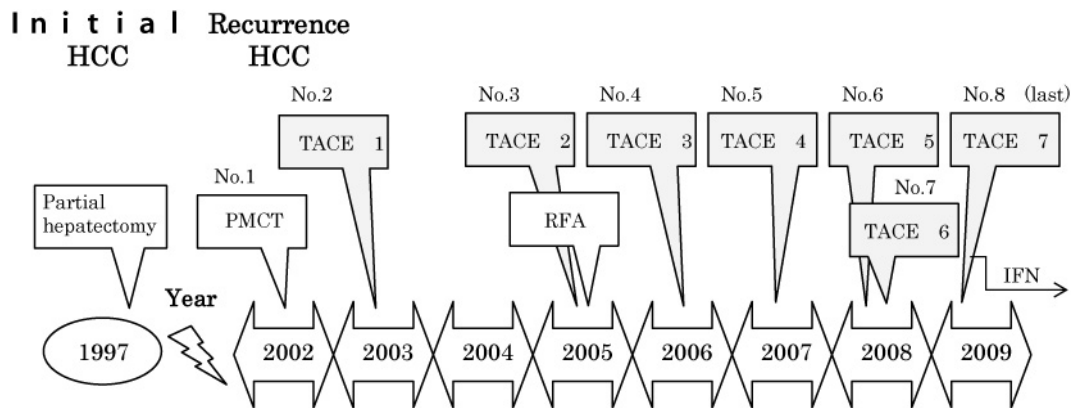 Initial Recurrence
HCC HCC
No.2 No.3 No.4 No.5 No.6 No.8 (last)
TACE 1 TACE 2 TACE 3 TACE 4 TACE 5 TACE 7
No.1 No.7
Partial
hepatectomy
PMCT RFA TACE 6
IFN
Year
1997 2002 2003 2004 2005 2006 2007 2008 2009